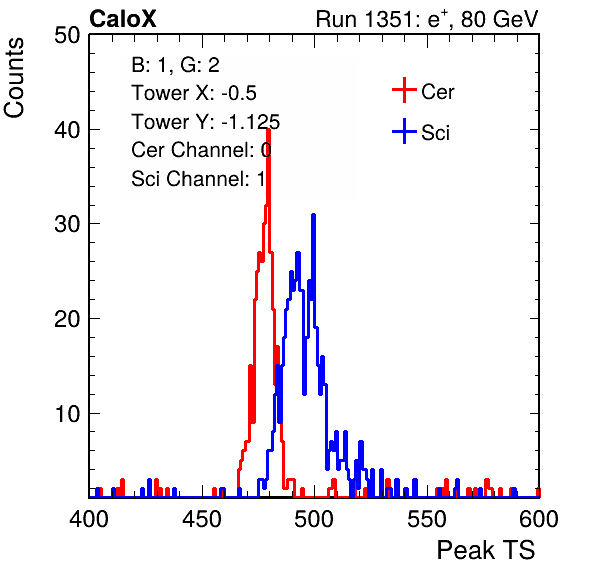 CaloX Run 1351: e⁺, 80 GeV
Counts
50
40
30
20
10
B: 1, G: 2
Tower X: -0.5
Tower Y: -1.125
Cer Channel: 0
Sci Channel: 1
Cer
Sci
400 450 500 550 600
Peak TS